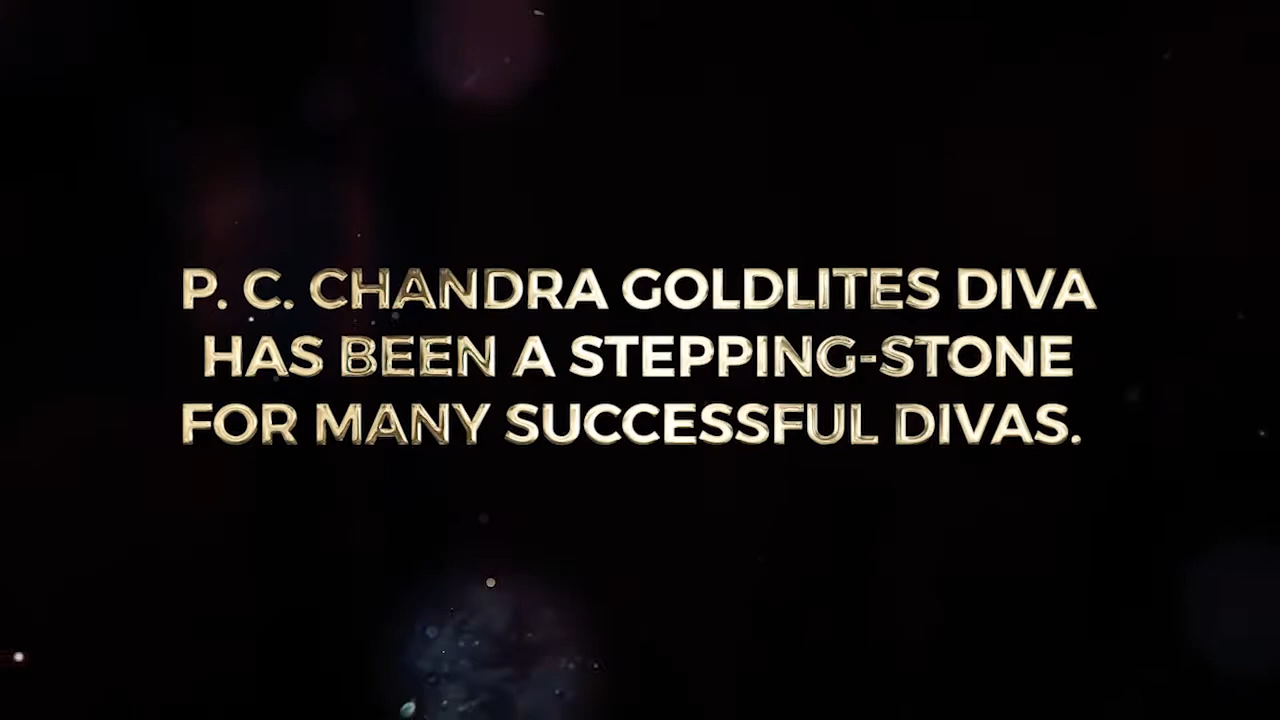 P. C. CHANDRA GOLDLITES DIVA
HAS BEEN A STEPPING-STONE
FOR MANY SUCCESSFUL DIVAS.